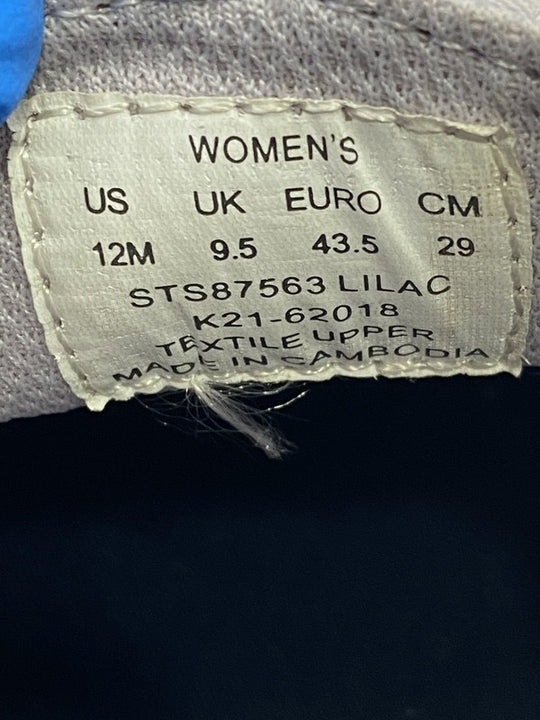 WOMEN'S
US UK EURO CM
12M 9.5 43.5 29
STS87563 LILAC
K21-62018
TEXTILE UPPER
MADE IN CAMBODIA